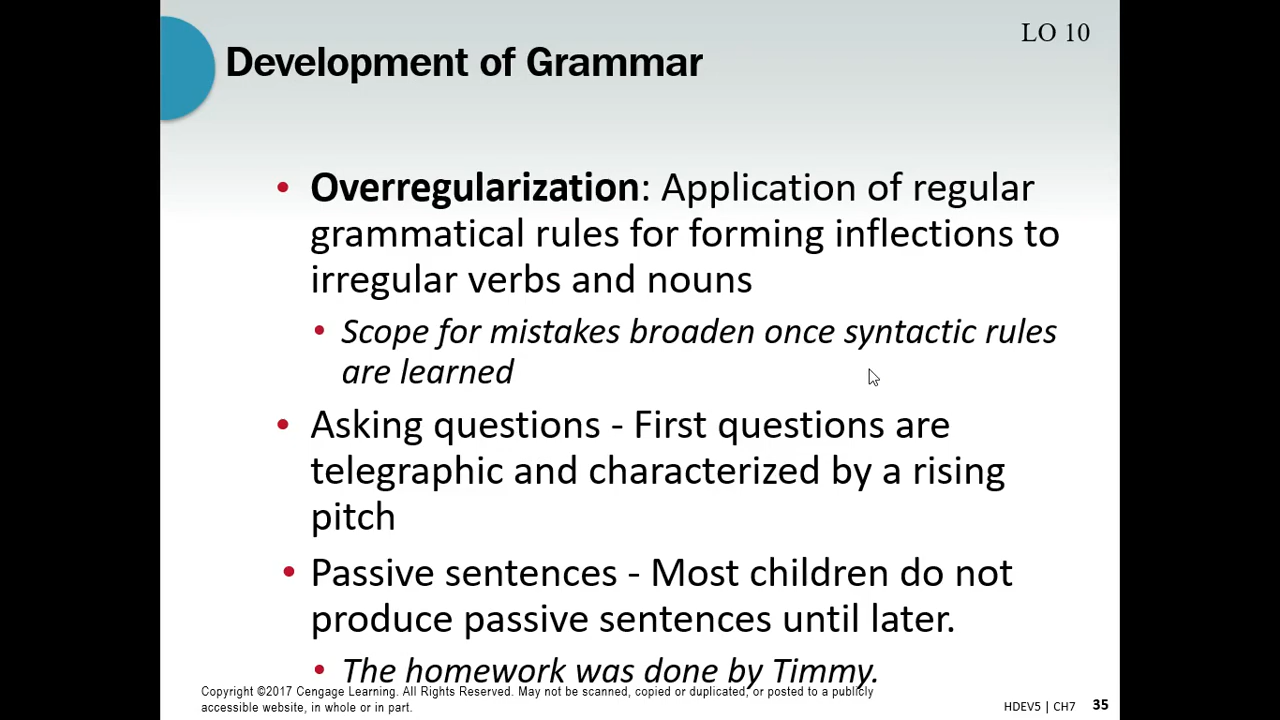 LO 10
Development of Grammar
• Overregularization: Application of regular
grammatical rules for forming inflections to
irregular verbs and nouns
• Scope for mistakes broaden once syntactic rules
are learned
• Asking questions - First questions are
telegraphic and characterized by a rising
pitch
• Passive sentences - Most children do not
produce passive sentences until later.
• The homework was done by Timmy.
Copyright ©2017 Cengage Learning. All Rights Reserved. May not be scanned, copied or duplicated, or posted to a publicly
accessible website, in whole or in part.
HDEV5 | CH7 35